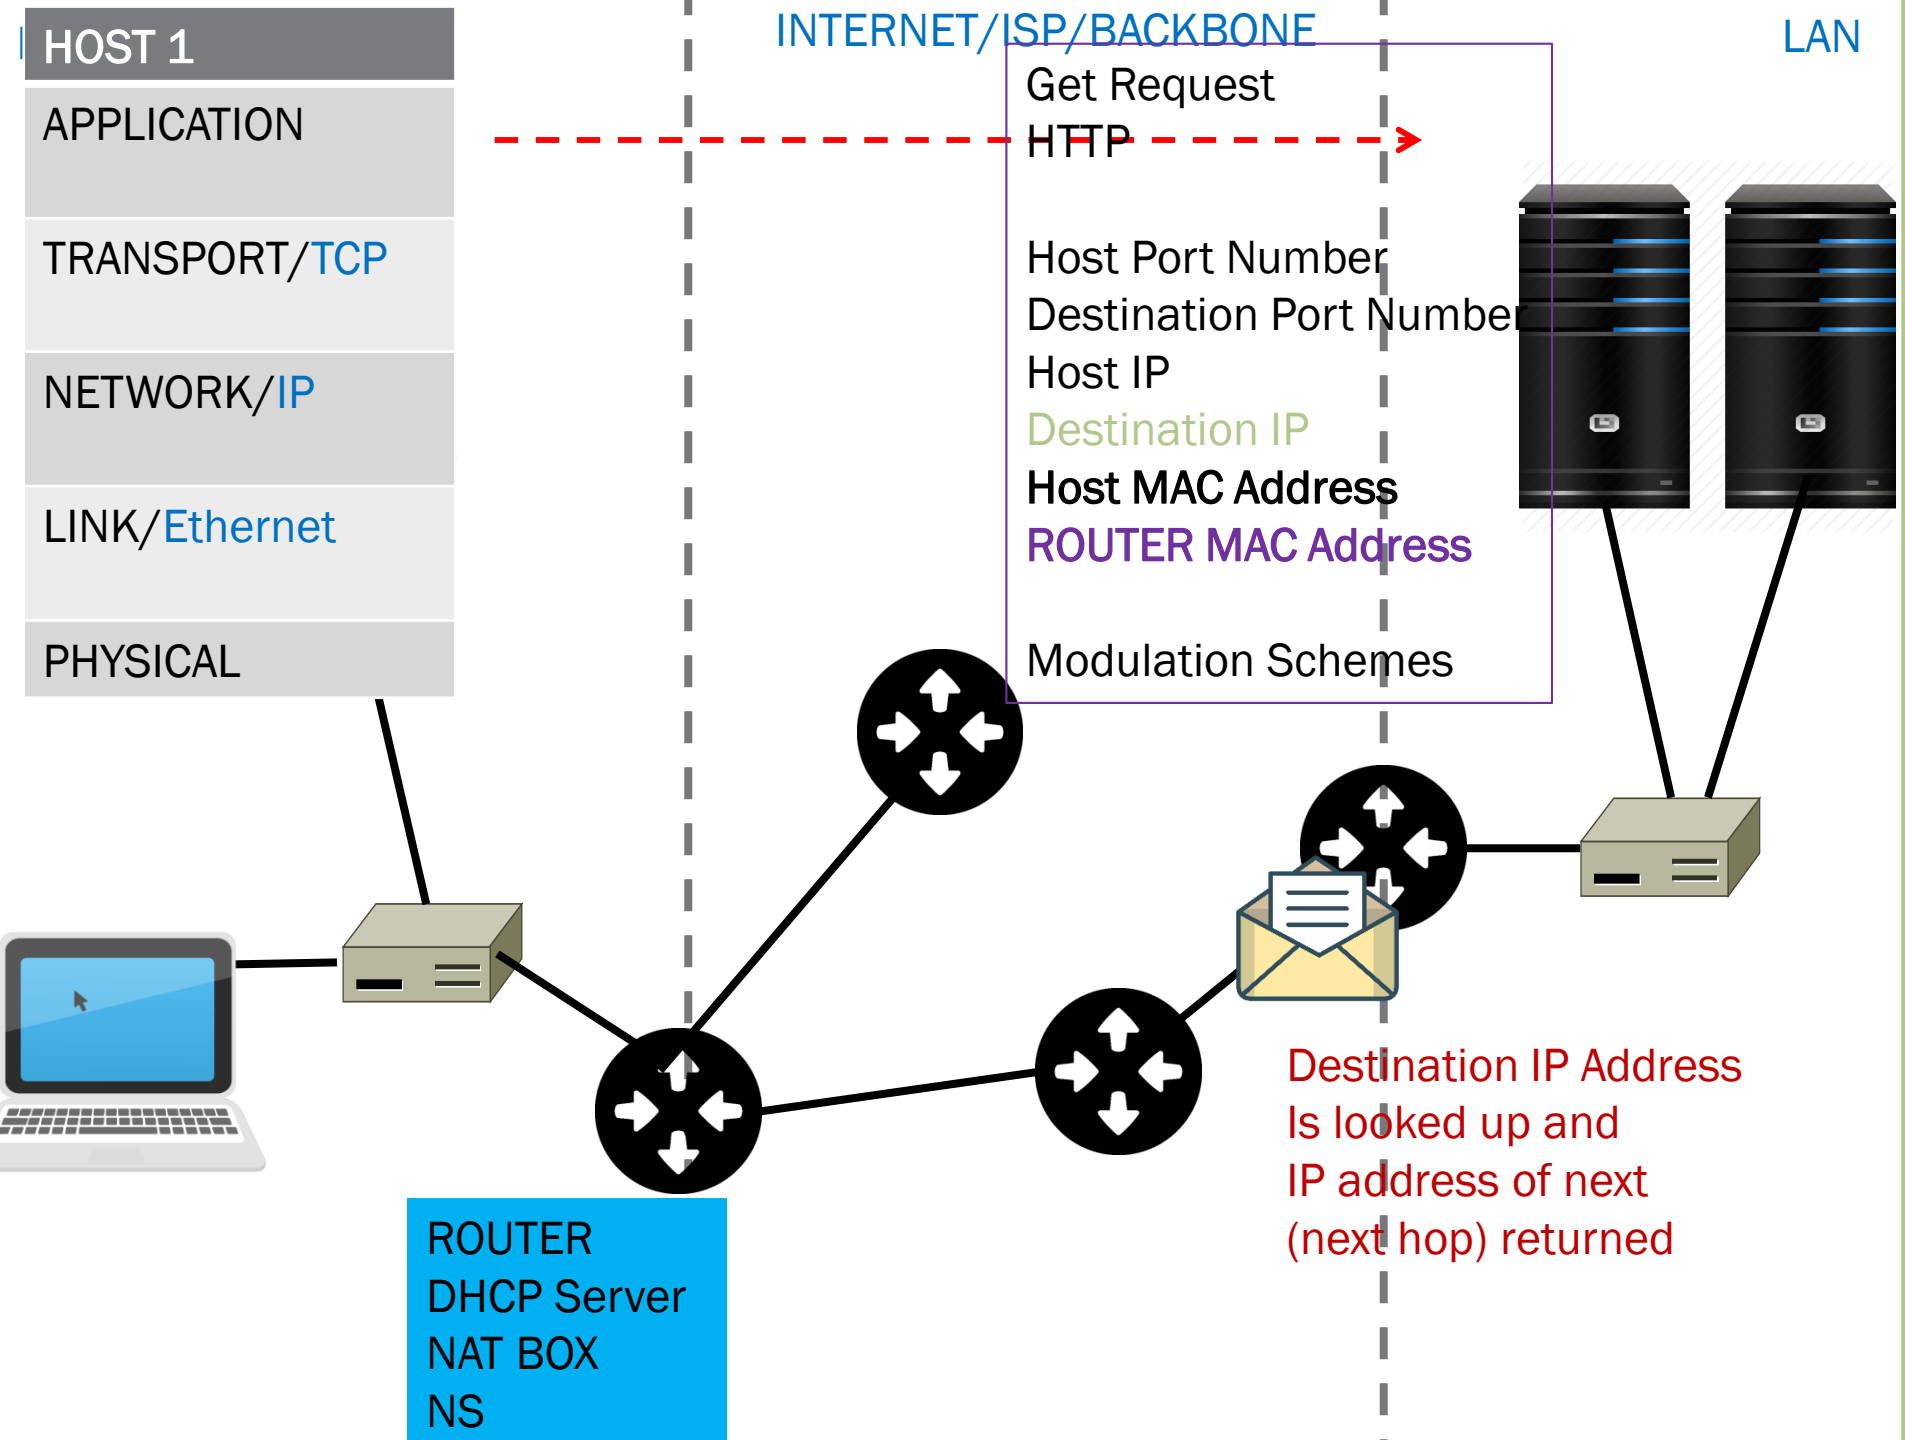 HOST 1
APPLICATION
TRANSPORT/TCP
NETWORK/IP
LINK/Ethernet
PHYSICAL
INTERNET/ISP/BACKBONE
LAN
Get Request
HTTP
Host Port Number
Destination Port Number
Host IP
Destination IP
Host MAC Address
ROUTER MAC Address
Modulation Schemes
Destination IP Address
Is looked up and
IP address of next
(next hop) returned
ROUTER
DHCP Server
NAT BOX
NS